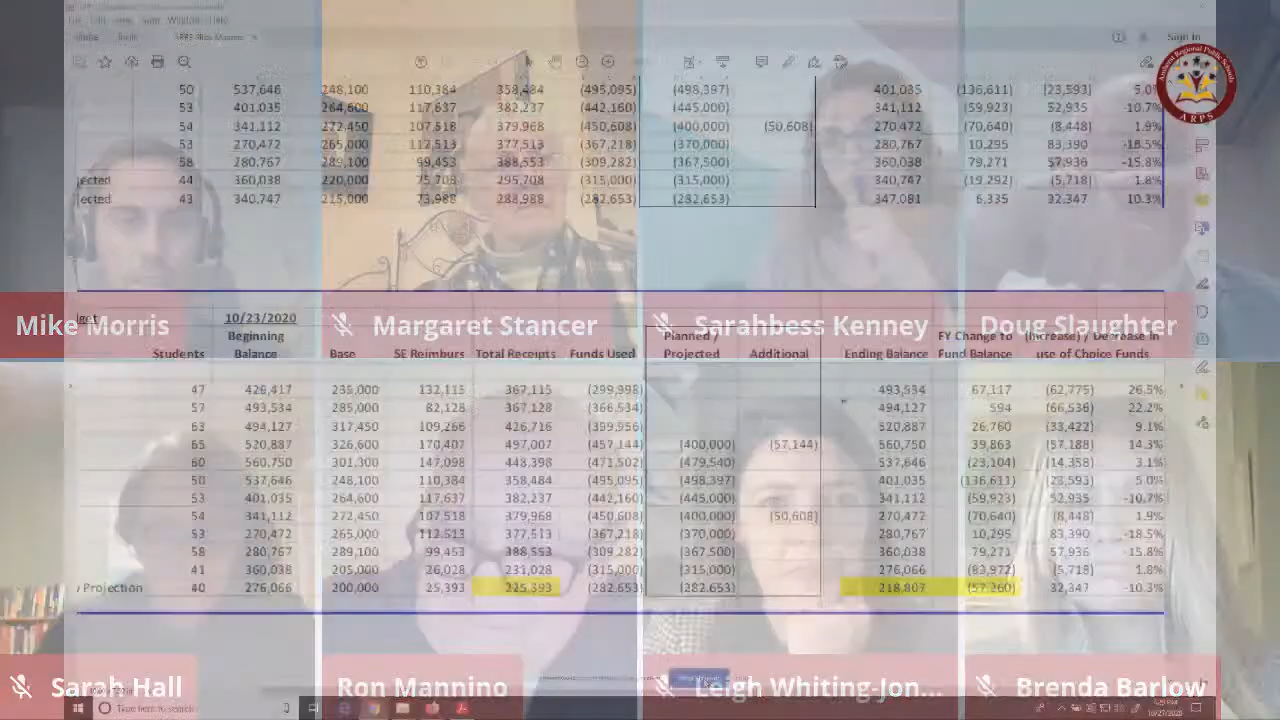 Sign In
Amherst Regional Public Schools
ARPS
50 537,646 248,100 110,384 358,484 (495,095) (498,397) 401,035 (136,611) (23,593) 5.0%
53 401,035 264,600 117,637 382,237 (442,160) (445,000) 341,112 (59,923) 52,935 -10.7%
54 341,112 272,450 107,518 379,968 (450,608) (400,000) (50,608) 270,472 (70,640) (8,448) 1.9%
53 270,472 265,000 112,513 377,513 (367,218) (370,000) 280,767 10,295 83,390 -18.5%
58 280,767 289,100 99,453 388,553 (309,282) (367,500) 360,038 79,271 57,936 -15.8%
jected 44 360,038 220,000 75,708 295,708 (315,000) (315,000) 340,747 (19,292) (5,718) 1.8%
jected 43 340,747 215,000 73,988 288,988 (282,653) (282,653) 347,081 6,335 32,347 10.3%
Mike Morris
Margaret Stancer
Sarahbess Kenney
Doug Slaughter
10/23/2020
Beginning Planned / FY Change to (Increase) / Decrease in
Students Balance Base SE Reimburs Total Receipts Funds Used Projected Additional Ending Balance Fund Balance use of Choice Funds
47 426,417 235,000 132,115 367,115 (299,998) 493,534 67,117 (62,775) 26.5%
57 493,534 285,000 82,128 367,128 (366,534) 494,127 594 (66,536) 22.2%
63 494,127 317,450 109,266 426,716 (399,956) 520,887 26,760 (33,422) 9.1%
65 520,887 326,600 170,407 497,007 (457,144) (400,000) (57,144) 560,750 39,863 (57,188) 14.3%
60 560,750 301,300 147,098 448,398 (471,502) (479,540) 537,646 (23,104) (14,358) 3.1%
50 537,646 248,100 110,384 358,484 (495,095) (498,397) 401,035 (136,611) (23,593) 5.0%
53 401,035 264,600 117,637 382,237 (442,160) (445,000) 341,112 (59,923) 52,935 -10.7%
54 341,112 272,450 107,518 379,968 (450,608) (400,000) (50,608) 270,472 (70,640) (8,448) 1.9%
53 270,472 265,000 112,513 377,513 (367,218) (370,000) 280,767 10,295 83,390 -18.5%
58 280,767 289,100 99,453 388,553 (309,282) (367,500) 360,038 79,271 57,936 -15.8%
41 360,038 205,000 26,028 231,028 (315,000) (315,000) 276,066 (83,972) (5,718) 1.8%
Projection 40 276,066 200,000 25,393 225,393 (282,653) (282,653) 218,807 (57,260) 32,347 -10.3%
Sarah Hall
Ron Mannino
Leigh Whiting-Jon...
Brenda Barlow
Type here to search
10/27/2020